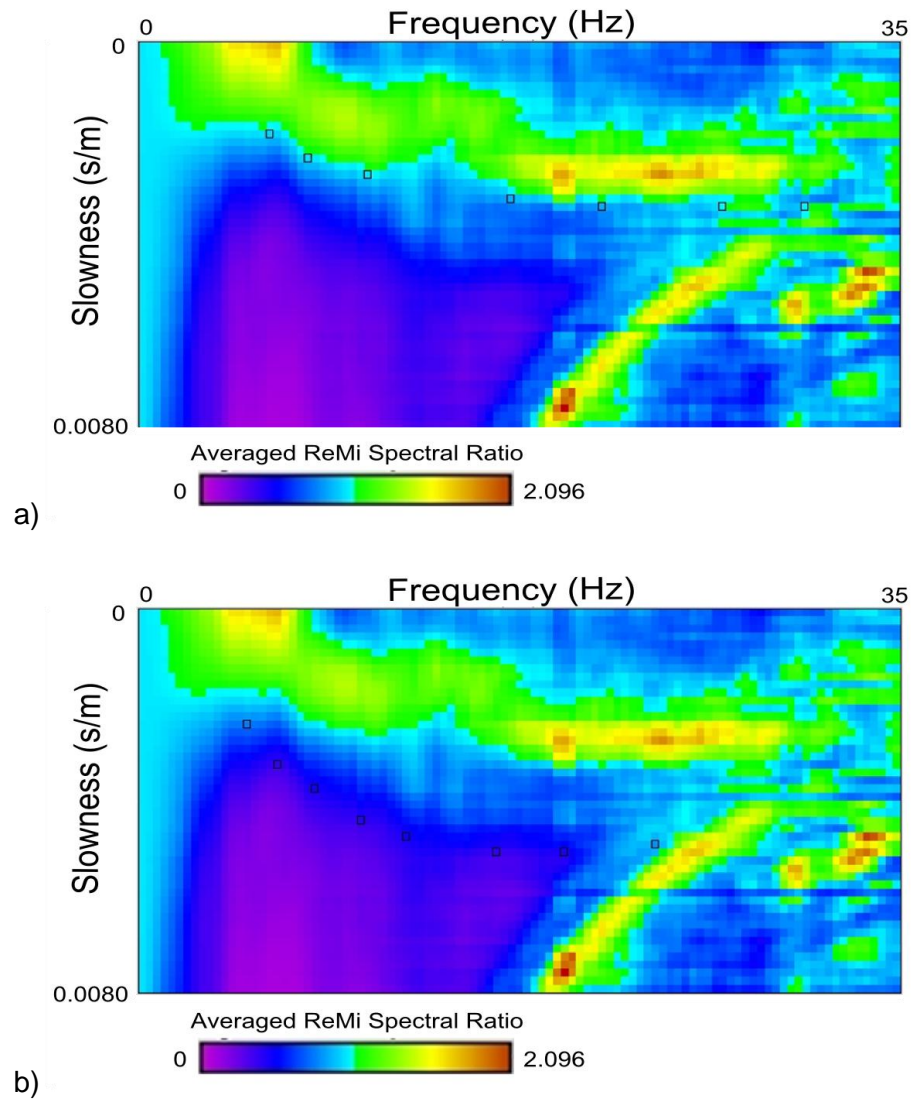 Frequency (Hz)
0
35
0
Slowness (s/m)
0.0080
Averaged ReMi Spectral Ratio
0
2.096
a)
Frequency (Hz)
0
35
0
Slowness (s/m)
0.0080
Averaged ReMi Spectral Ratio
0
2.096
b)